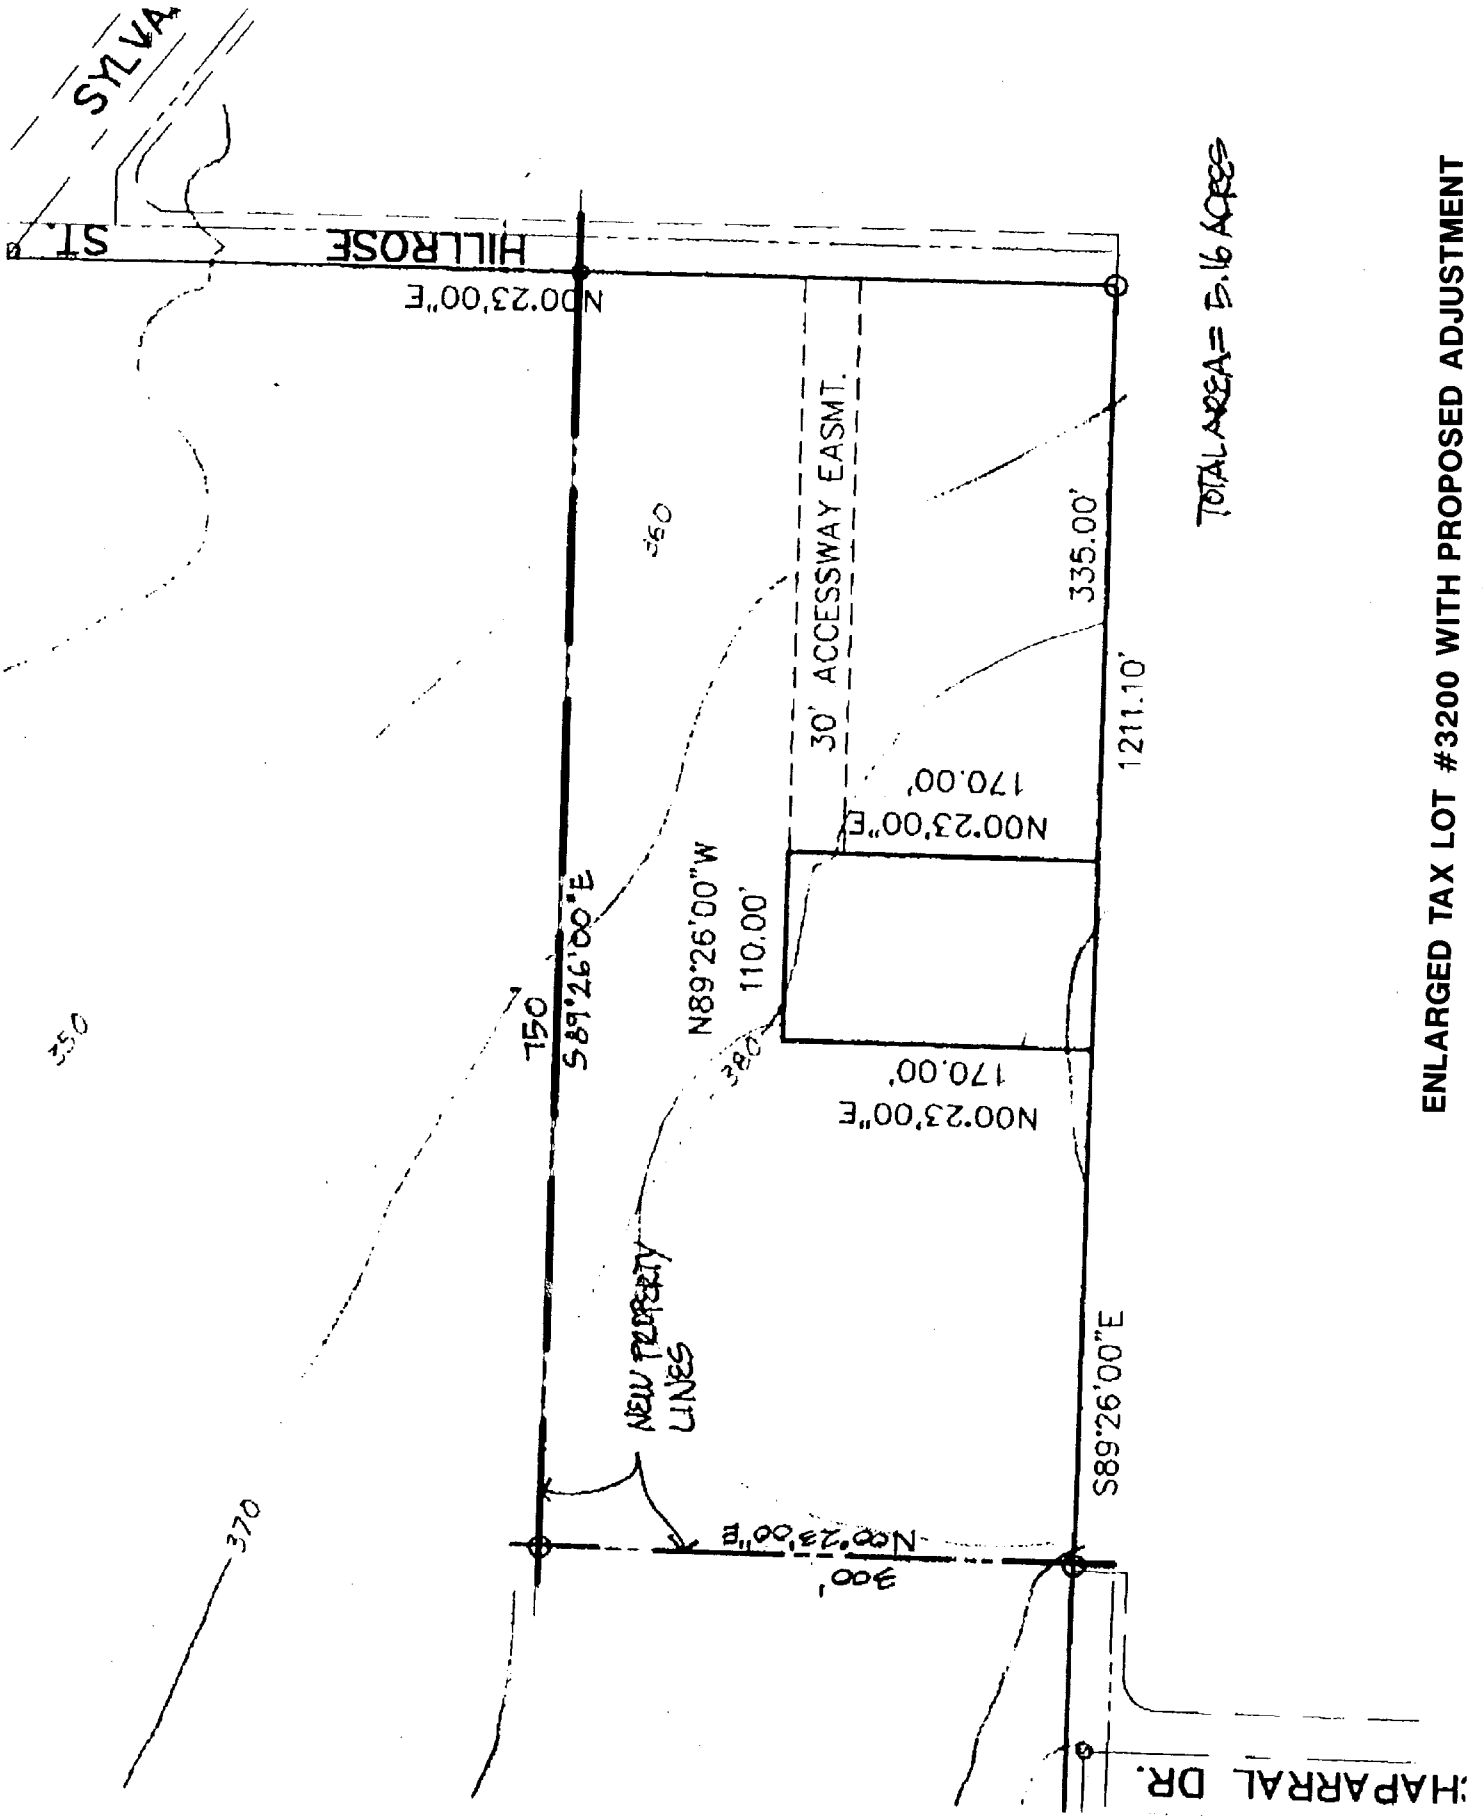 SYLVA
HILLROSE ST.
N00°23'00"E
350
360
370
380
750
S89°26'00"E
N89°26'00"W
110.00'
30' ACCESSWAY EASMT.
N00°23'00"E
170.00'
N00°23'00"E
170.00'
335.00'
1211.10'
S89°26'00"E
NEW PROPERTY
LINES
N00°23'00"E
300'
CHAPARRAL DR.
TOTAL AREA = 5.16 ACRES
ENLARGED TAX LOT #3200 WITH PROPOSED ADJUSTMENT